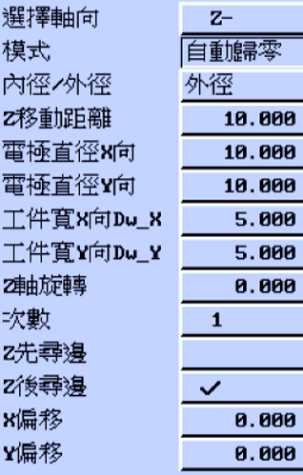 選擇軸向 Z-
模式 自動歸零
內徑/外徑 外徑
Z移動距離 10.000
電極直徑X向 10.000
電極直徑Y向 10.000
工件寬X向Dw_X 5.000
工件寬Y向Dw_Y 5.000
Z軸旋轉 0.000
次數 1
Z先尋邊
Z後尋邊 ✓
X偏移 0.000
Y偏移 0.000